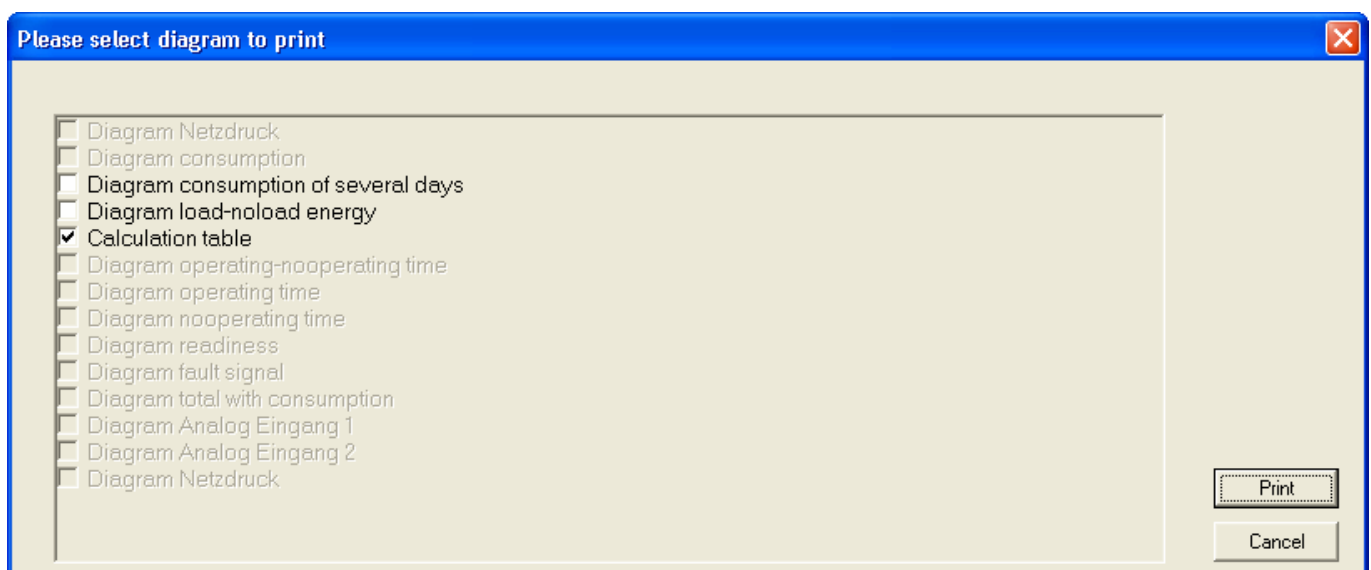 Please select diagram to print
Diagram Netzdruck
Diagram consumption
Diagram consumption of several days
Diagram load-noload energy
Calculation table
Diagram operating-nooperating time
Diagram operating time
Diagram nooperating time
Diagram readiness
Diagram fault signal
Diagram total with consumption
Diagram Analog Eingang 1
Diagram Analog Eingang 2
Diagram Netzdruck
Print
Cancel